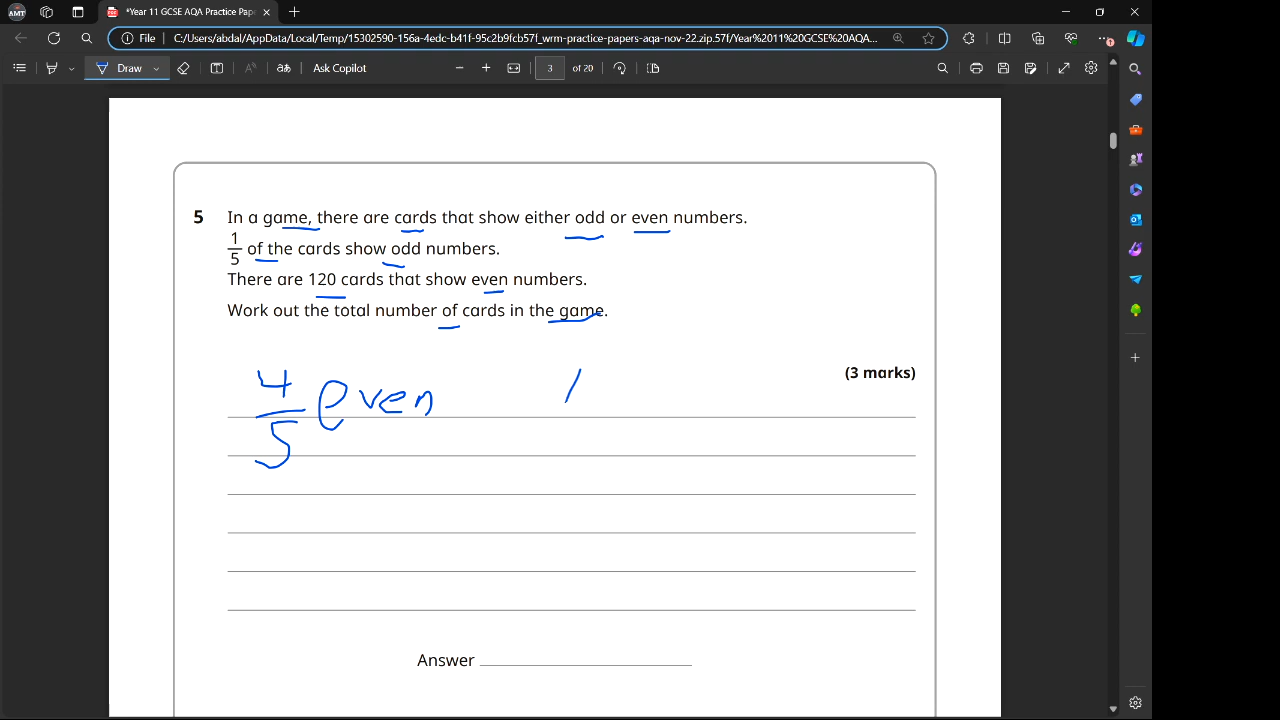 AMT
*Year 11 GCSE AQA Practice Pape
File
C:/Users/abdal/AppData/Local/Temp/15302590-156a-4edc-b41f-95c2b9fcb57f_wrm-practice-papers-aqa-nov-22.zip.57f/Year%2011%20GCSE%20AQA...
Draw
Ask Copilot
3
of 20
5 In a game, there are cards that show either odd or even numbers.
1/5 of the cards show odd numbers.
There are 120 cards that show even numbers.
Work out the total number of cards in the game.
(3 marks)
4/5 even
Answer